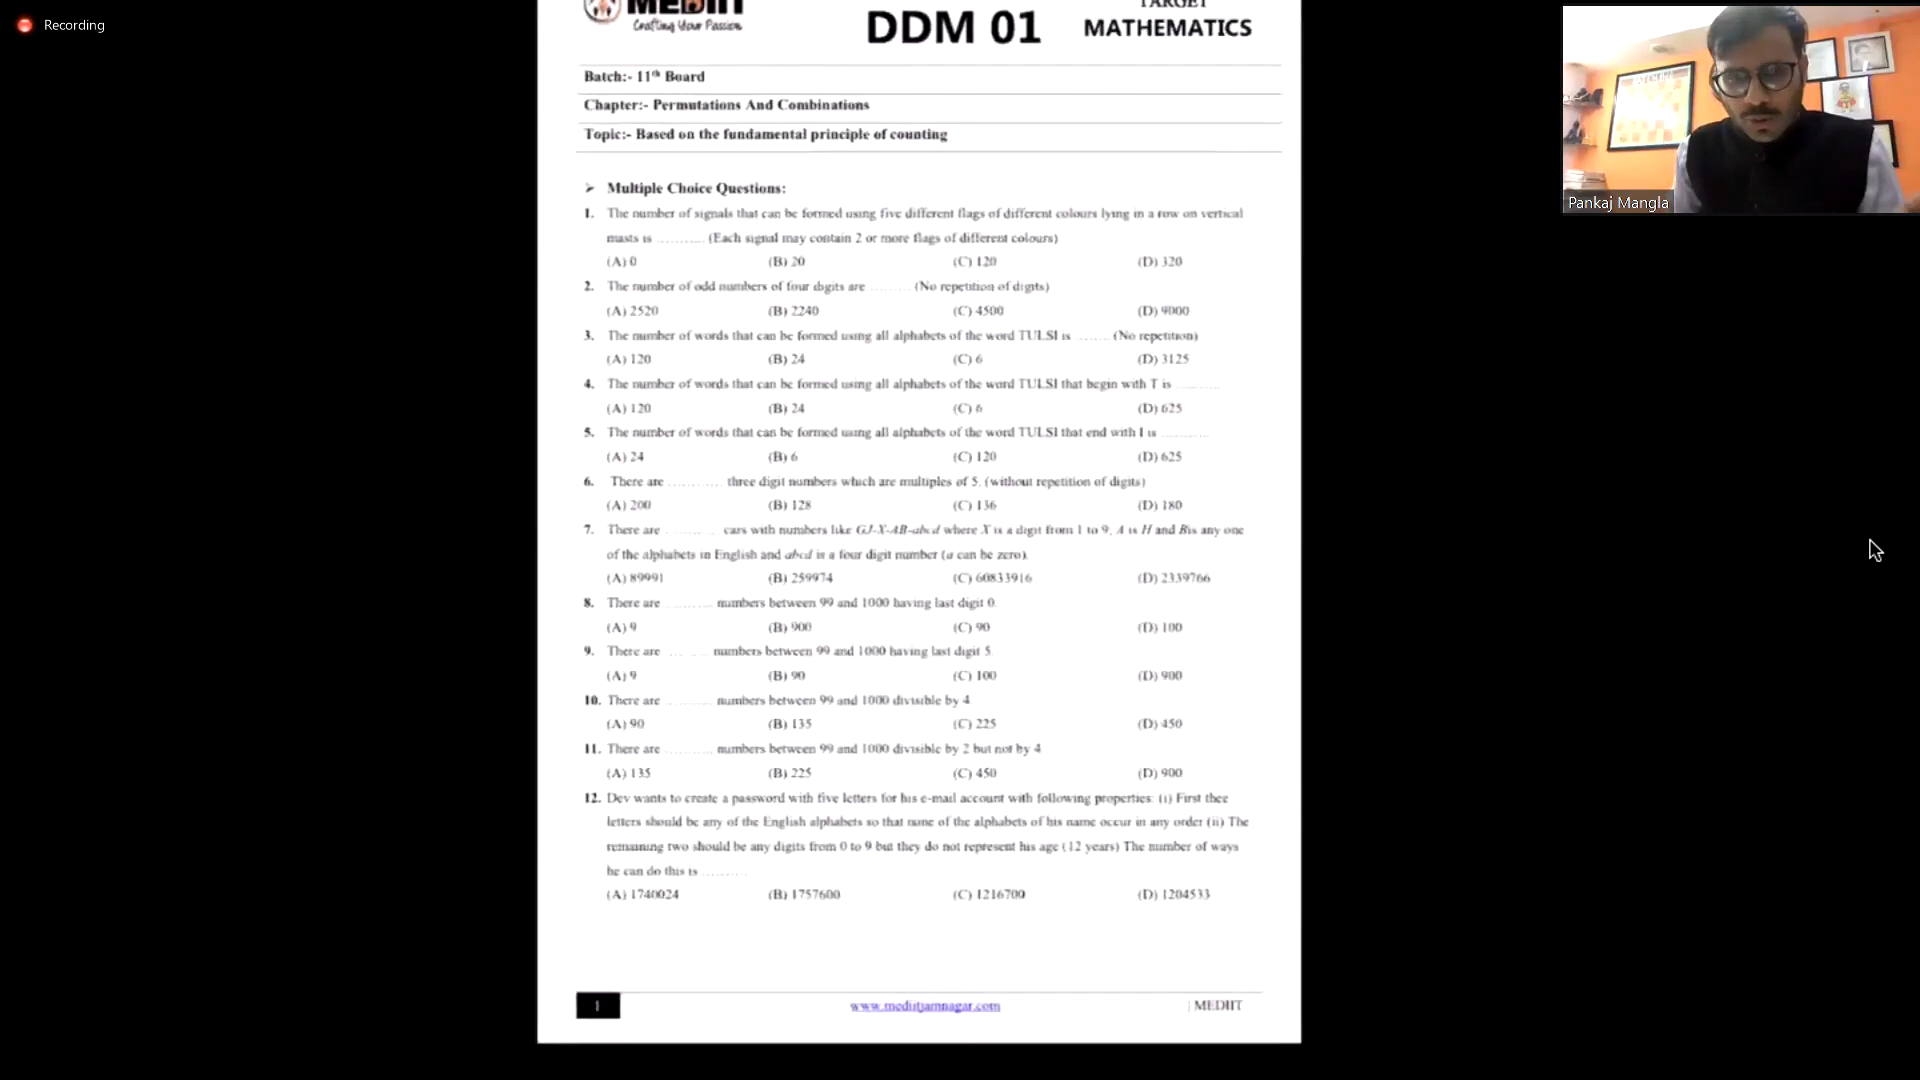 Recording
MEDIIT
Crafting Your Passion
DDM 01
TARGET
MATHEMATICS
Batch:- 11th Board
Chapter:- Permutations And Combinations
Topic:- Based on the fundamental principle of counting
➢ Multiple Choice Questions:
1. The number of signals that can be formed using five different flags of different colours lying in a row on vertical
masts is .......... (Each signal may contain 2 or more flags of different colours)
(A) 0 (B) 20 (C) 120 (D) 320
2. The number of odd numbers of four digits are ........ (No repetition of digits)
(A) 2520 (B) 2240 (C) 4500 (D) 9000
3. The number of words that can be formed using all alphabets of the word TULSI is ....... (No repetition)
(A) 120 (B) 24 (C) 6 (D) 3125
4. The number of words that can be formed using all alphabets of the word TULSI that begin with T is ..........
(A) 120 (B) 24 (C) 6 (D) 625
5. The number of words that can be formed using all alphabets of the word TULSI that end with I is ..........
(A) 24 (B) 6 (C) 120 (D) 625
6. There are ........... three digit numbers which are multiples of 5. (without repetition of digits)
(A) 200 (B) 128 (C) 136 (D) 180
7. There are .......... cars with numbers like GJ-X-AB-abcd where X is a digit from 1 to 9, A is H and B is any one
of the alphabets in English and abcd is a four digit number (a can be zero).
(A) 89991 (B) 259974 (C) 60833916 (D) 2339766
8. There are ......... numbers between 99 and 1000 having last digit 0.
(A) 9 (B) 900 (C) 90 (D) 100
9. There are ........ numbers between 99 and 1000 having last digit 5.
(A) 9 (B) 90 (C) 100 (D) 900
10. There are ......... numbers between 99 and 1000 divisible by 4.
(A) 90 (B) 135 (C) 225 (D) 450
11. There are .......... numbers between 99 and 1000 divisible by 2 but not by 4.
(A) 135 (B) 225 (C) 450 (D) 900
12. Dev wants to create a password with five letters for his e-mail account with following properties: (i) First thee
letters should be any of the English alphabets so that none of the alphabets of his name occur in any order (ii) The
remaining two should be any digits from 0 to 9 but they do not represent his age (12 years) The number of ways
he can do this is .........
(A) 1740024 (B) 1757600 (C) 1216700 (D) 1204533
1
www.mediitjamnagar.com
| MEDIIT
Pankaj Mangla